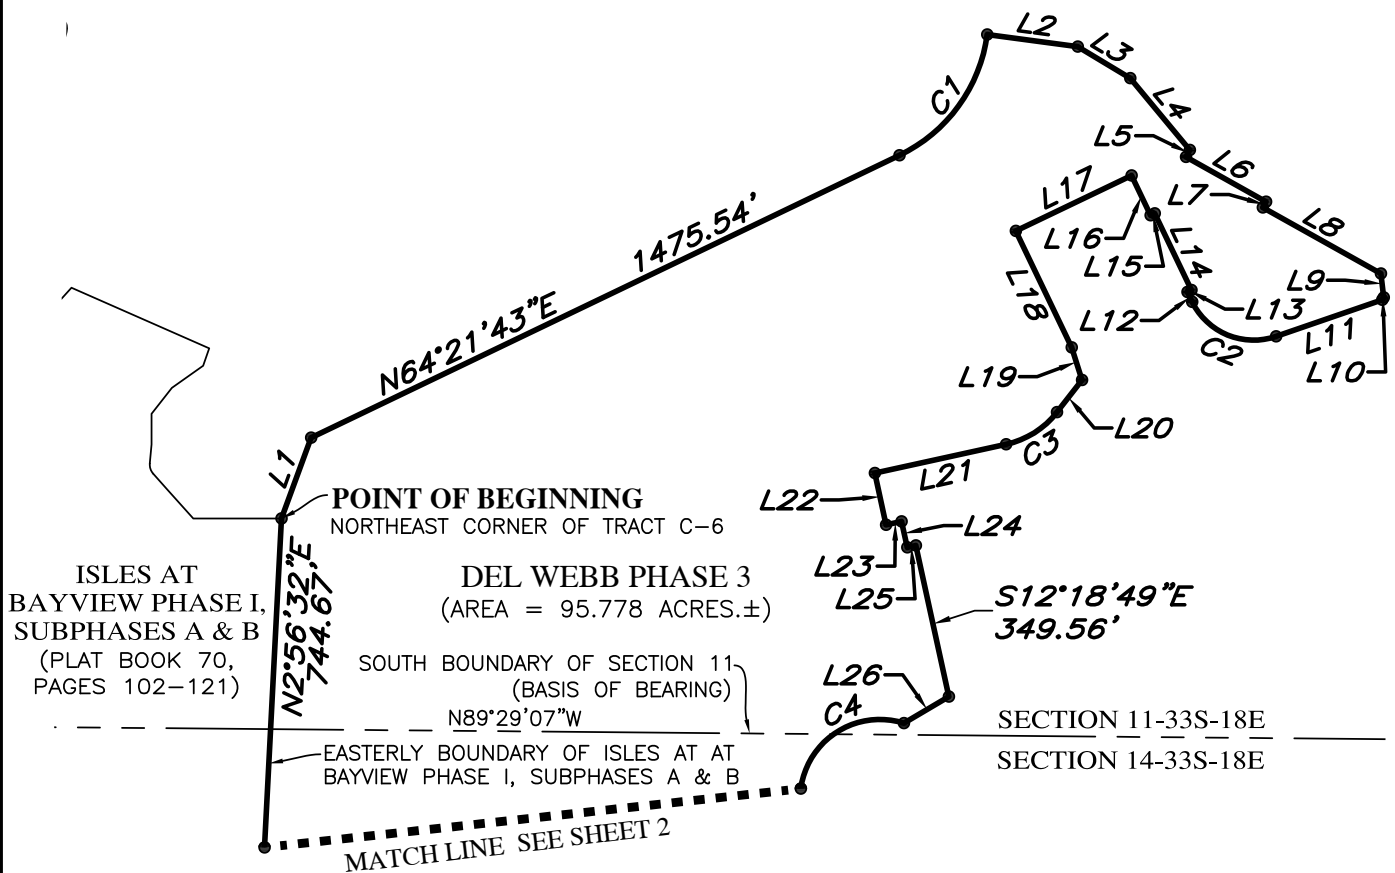 L2
L3
C1
L4
L5
L6
L17
L7
L8
1475.54'
L16
L14
L15
L9
L18
L12
L13
N64°21'43"E
C2
L11
L10
L19
L20
C3
L1
L21
POINT OF BEGINNING
NORTHEAST CORNER OF TRACT C-6
L22
L24
L23
L25
ISLES AT
BAYVIEW PHASE I,
SUBPHASES A & B
(PLAT BOOK 70,
PAGES 102-121)
N2°56'32"E
744.67'
DEL WEBB PHASE 3
(AREA = 95.778 ACRES.±)
S12°18'49"E
349.56'
SOUTH BOUNDARY OF SECTION 11
(BASIS OF BEARING)
N89°29'07"W
L26
C4
SECTION 11-33S-18E
SECTION 14-33S-18E
EASTERLY BOUNDARY OF ISLES AT AT
BAYVIEW PHASE I, SUBPHASES A & B
MATCH LINE SEE SHEET 2